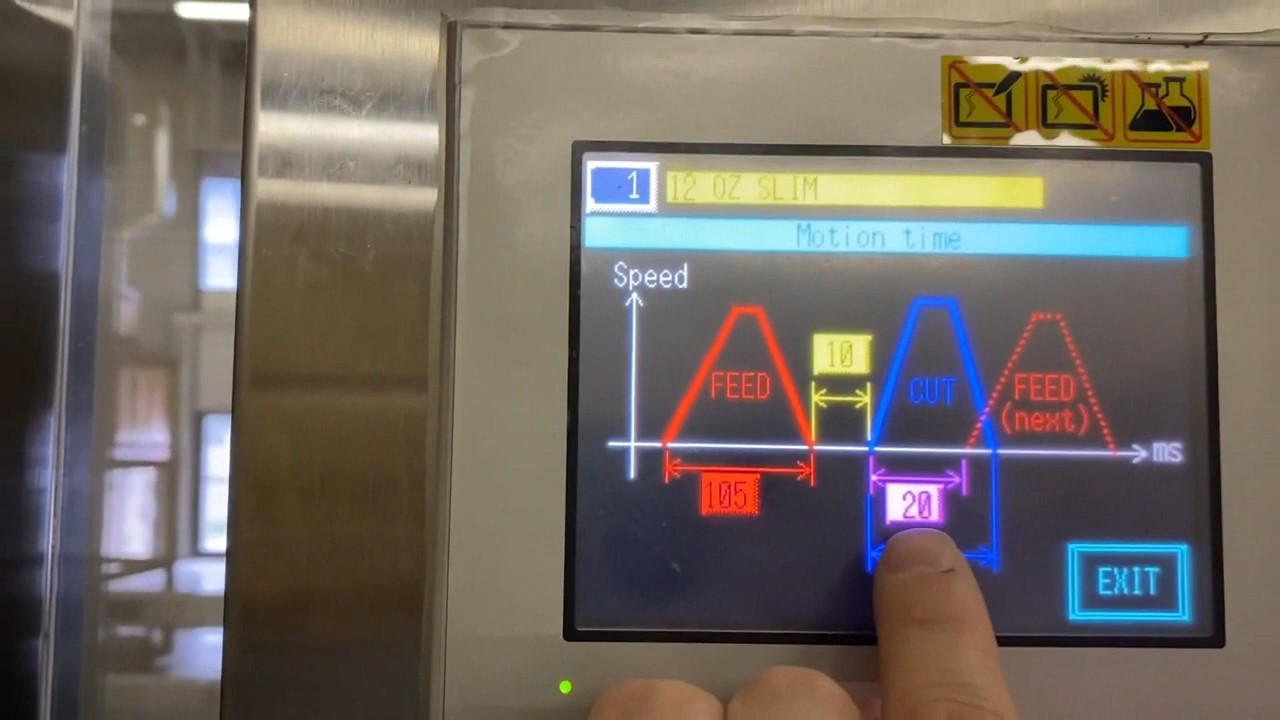 1 12 OZ SLIM
Motion time
Speed
10
FEED
CUT
FEED
(next)
ms
105
20
EXIT